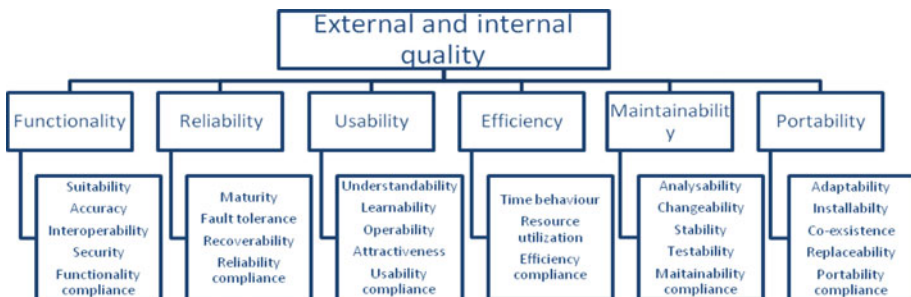 External and internal
quality
Functionality
Reliability
Usability
Efficiency
Maintainabilit
y
Portability
Suitability
Accuracy
Interoperability
Security
Functionality
compliance
Maturity
Fault tolerance
Recoverability
Reliability
compliance
Understandability
Learnability
Operability
Attractiveness
Usability
compliance
Time behaviour
Resource
utilization
Efficiency
compliance
Analysability
Changeability
Stability
Testability
Maitainability
compliance
Adaptability
Installabilty
Co-exsistence
Replaceability
Portability
compliance